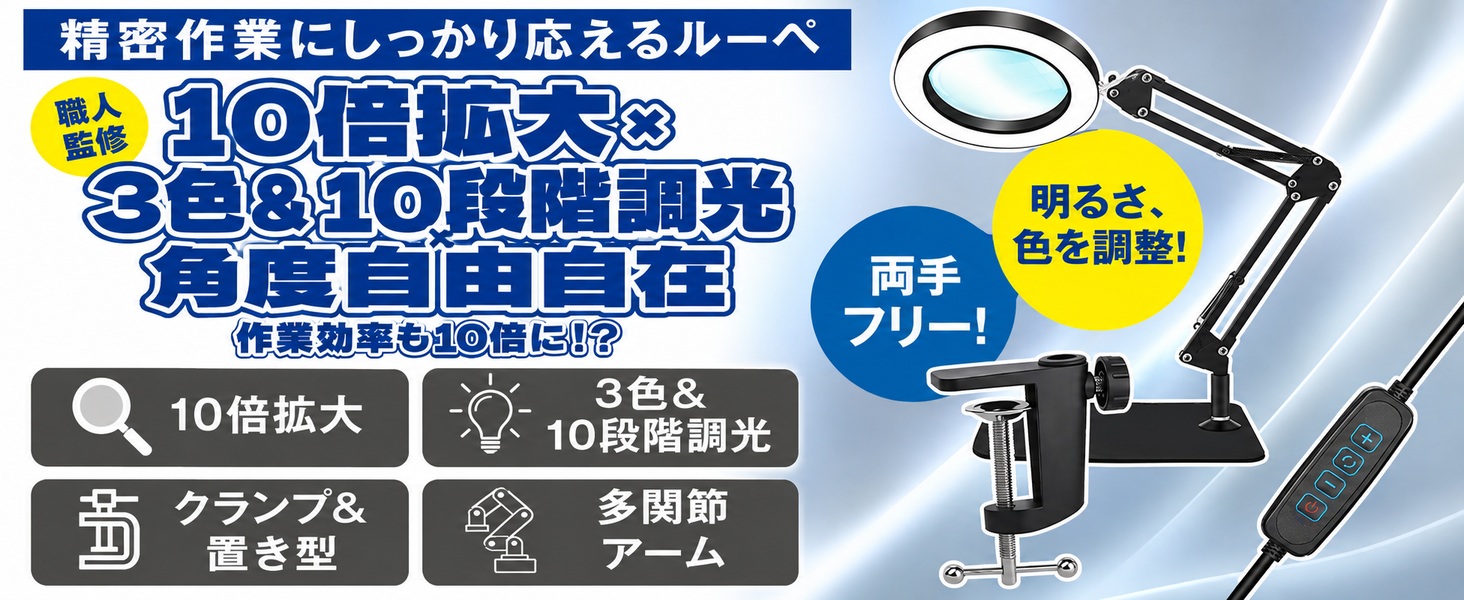 精密作業にしっかり応えるルーペ
職人
監修
10倍拡大×
3色&10段階調光
×
角度自由自在
作業効率も10倍に!?
10倍拡大
3色&
10段階調光
クランプ&
置き型
多関節
アーム
明るさ、
色を調整!
両手
フリー!